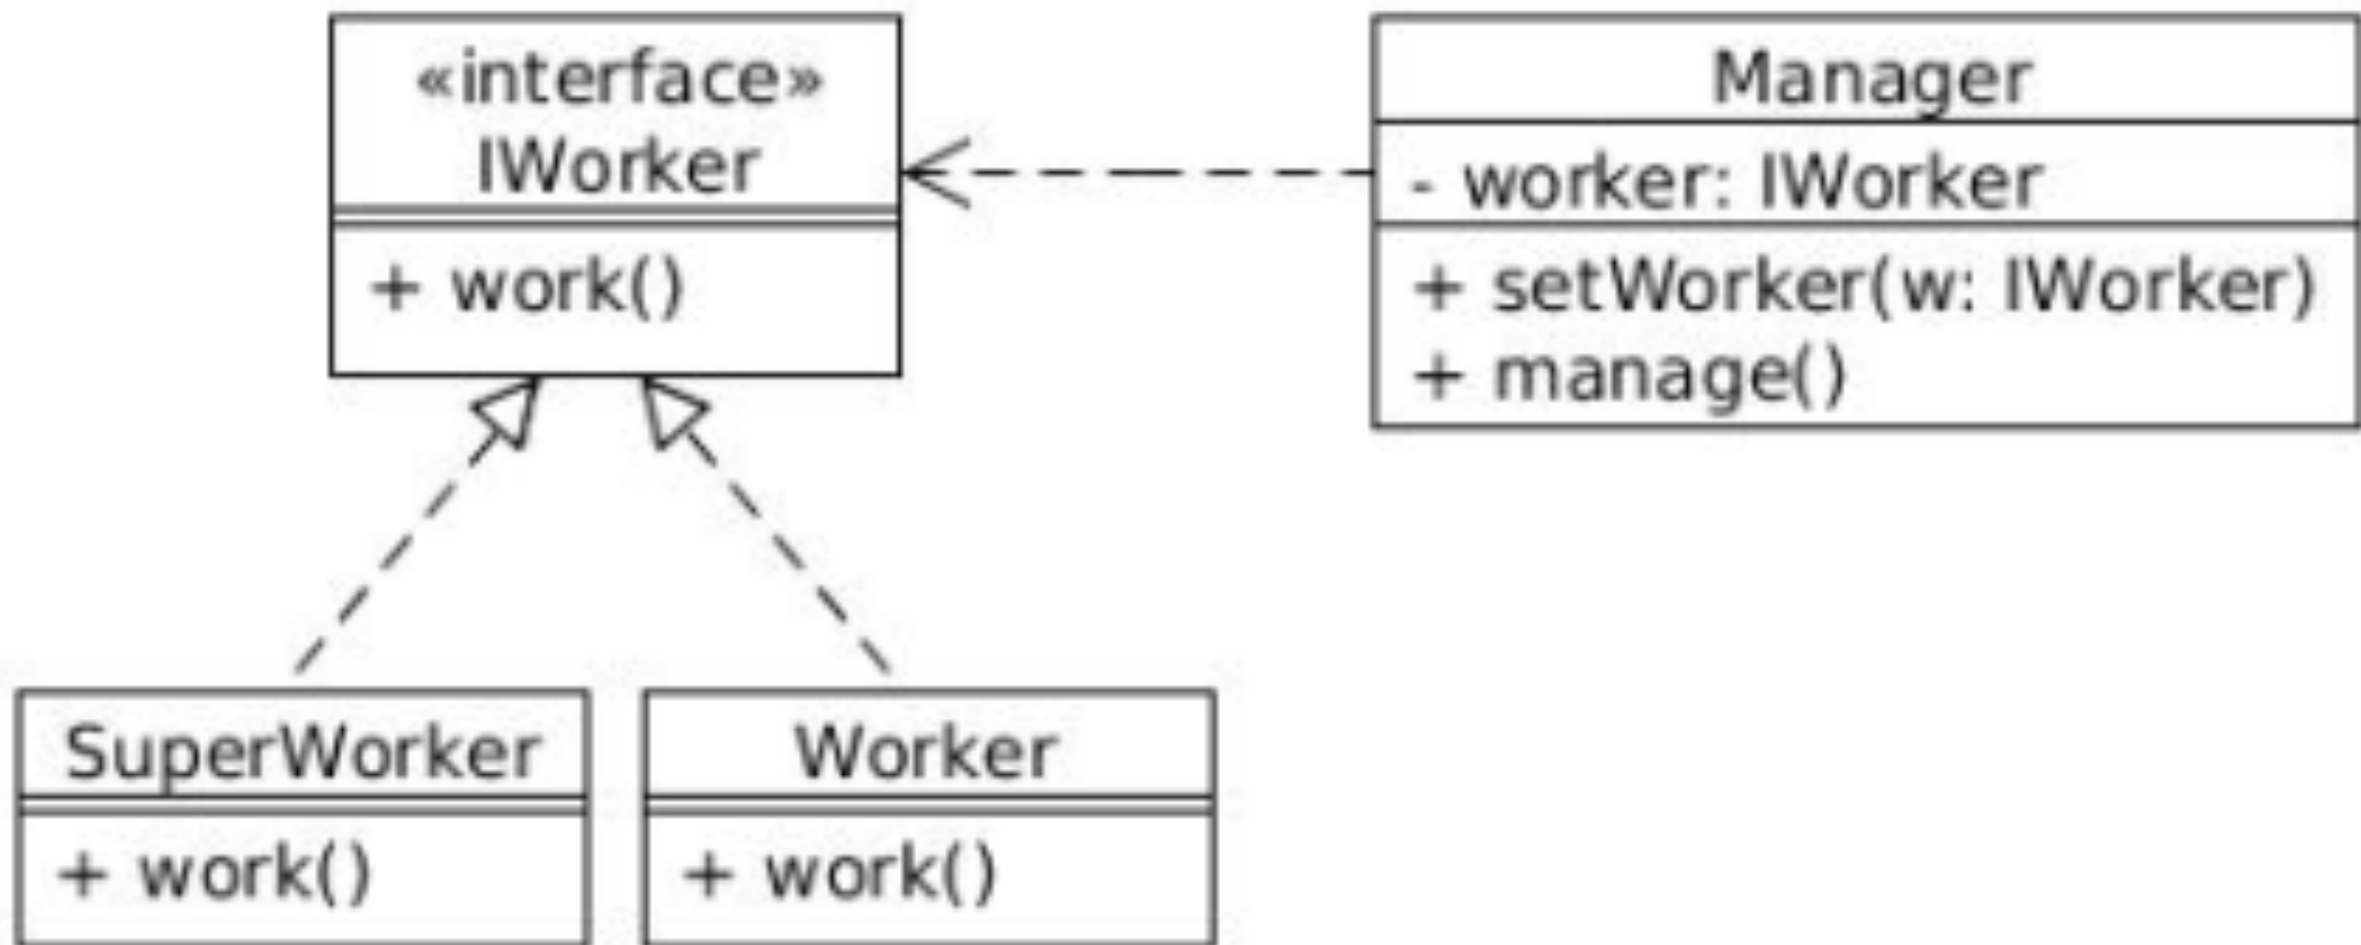 «interface»
IWorker
+ work()
Manager
- worker: IWorker
+ setWorker(w: IWorker)
+ manage()
SuperWorker
+ work()
Worker
+ work()